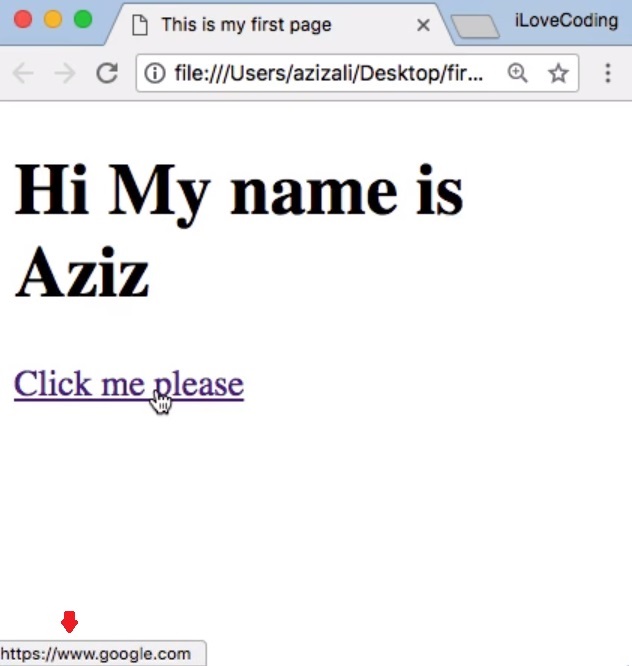 This is my first page
iLoveCoding
file:///Users/azizali/Desktop/fir...
Hi My name is
Aziz
Click me please
https://www.google.com